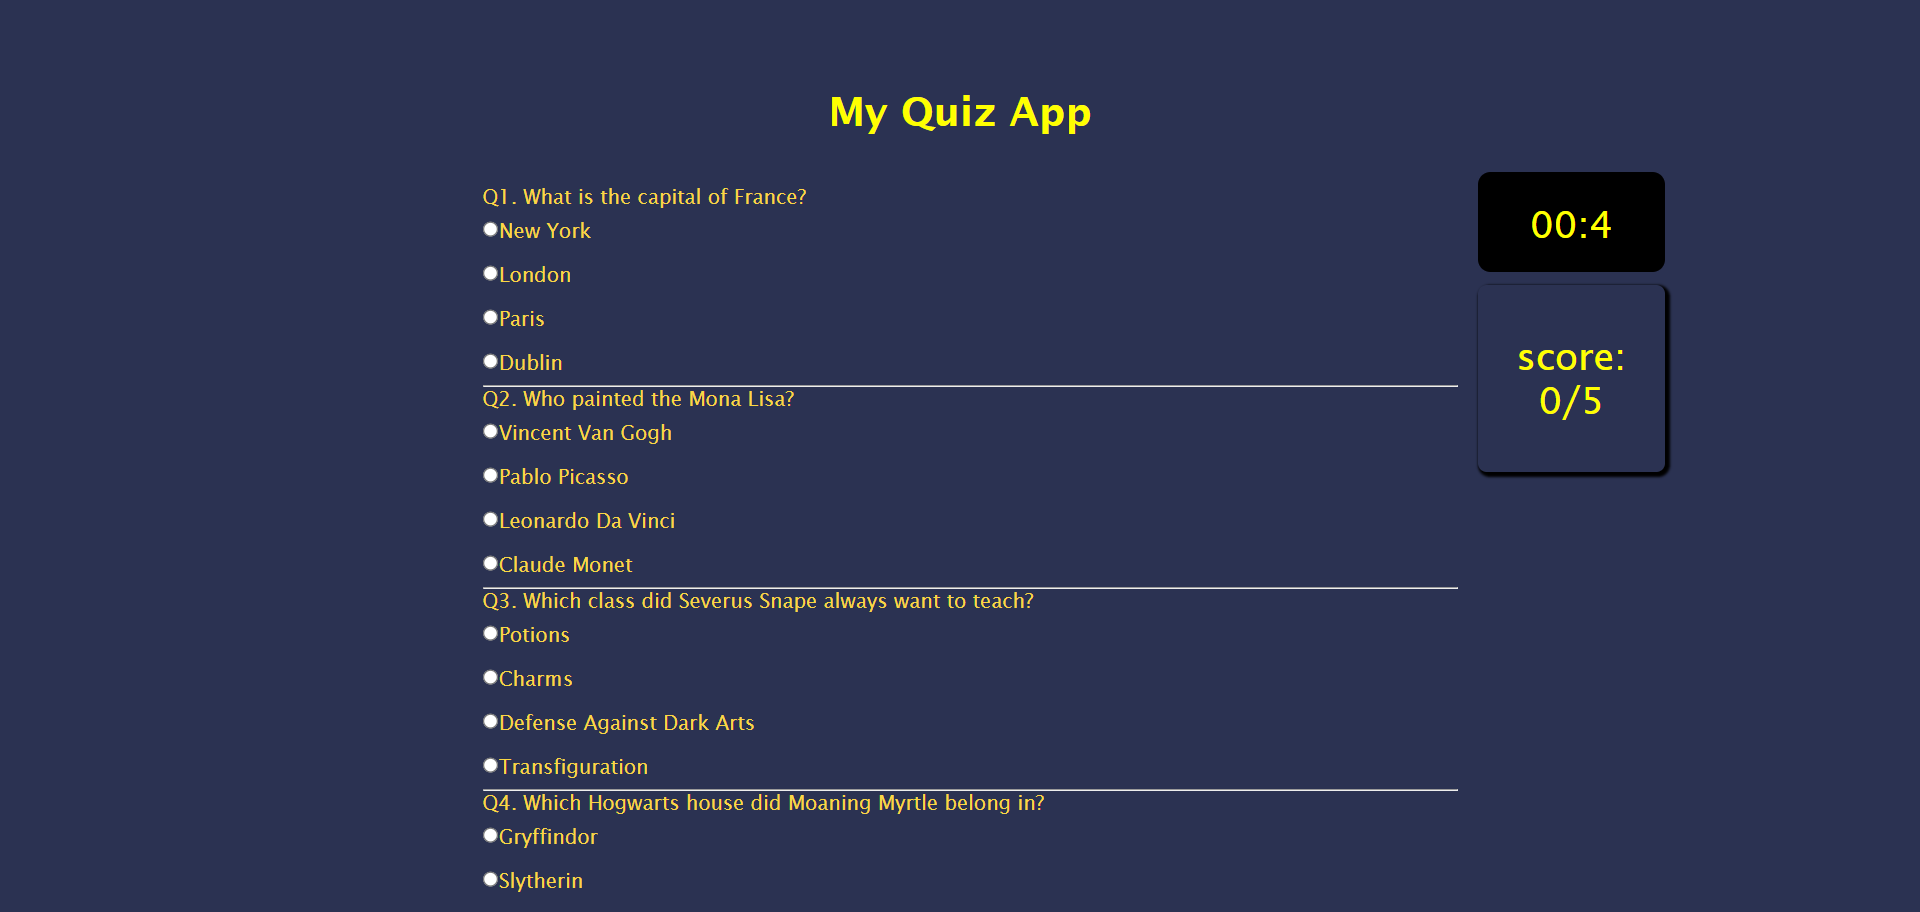 My Quiz App
Q1. What is the capital of France?
New York
London
Paris
Dublin
Q2. Who painted the Mona Lisa?
Vincent Van Gogh
Pablo Picasso
Leonardo Da Vinci
Claude Monet
Q3. Which class did Severus Snape always want to teach?
Potions
Charms
Defense Against Dark Arts
Transfiguration
Q4. Which Hogwarts house did Moaning Myrtle belong in?
Gryffindor
Slytherin
00:4
score:
0/5